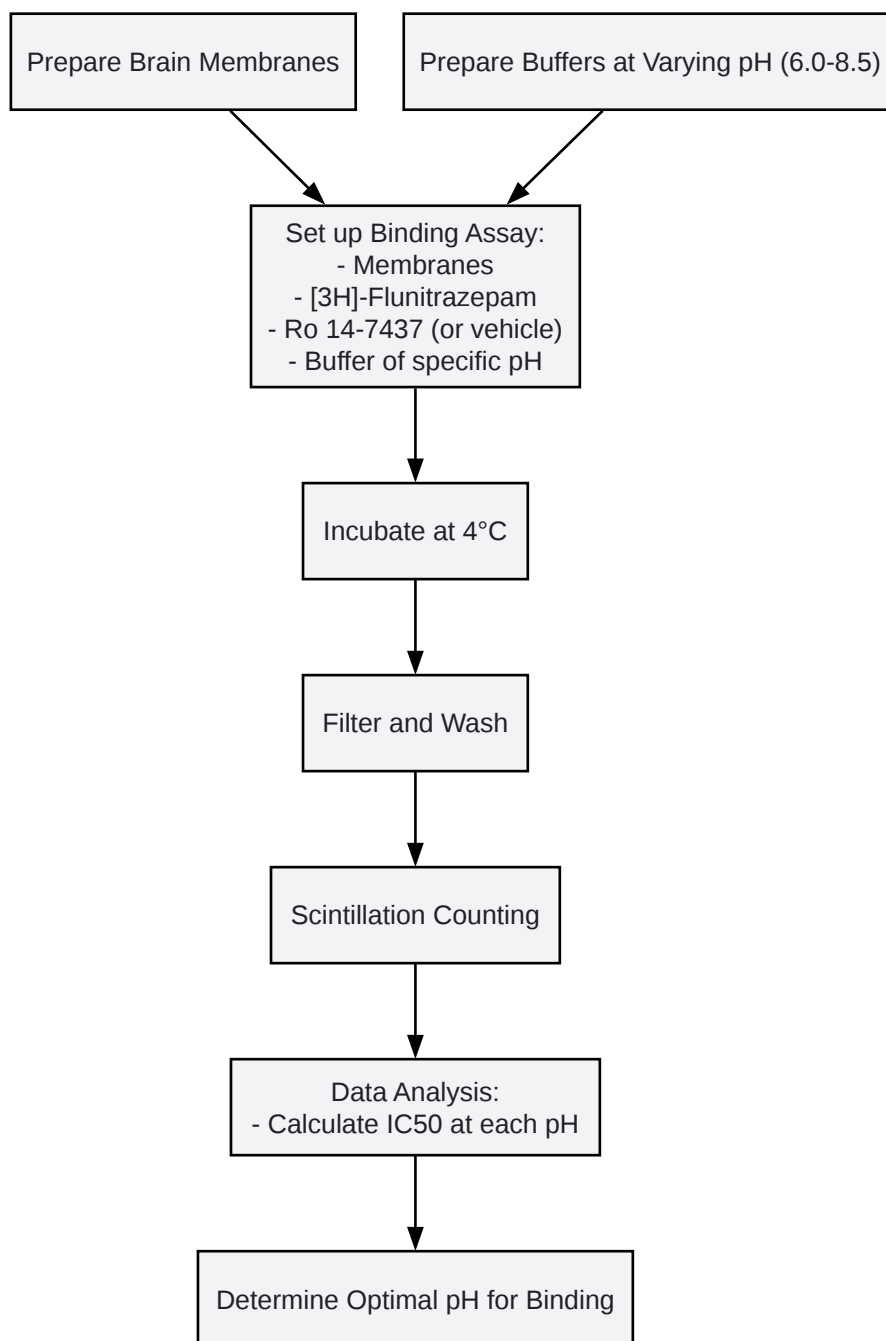 Prepare Brain Membranes
Prepare Buffers at Varying pH (6.0-8.5)
Set up Binding Assay:
- Membranes
- [3H]-Flunitrazepam
- Ro 14-7437 (or vehicle)
- Buffer of specific pH
Incubate at 4°C
Filter and Wash
Scintillation Counting
Data Analysis:
- Calculate IC50 at each pH
Determine Optimal pH for Binding